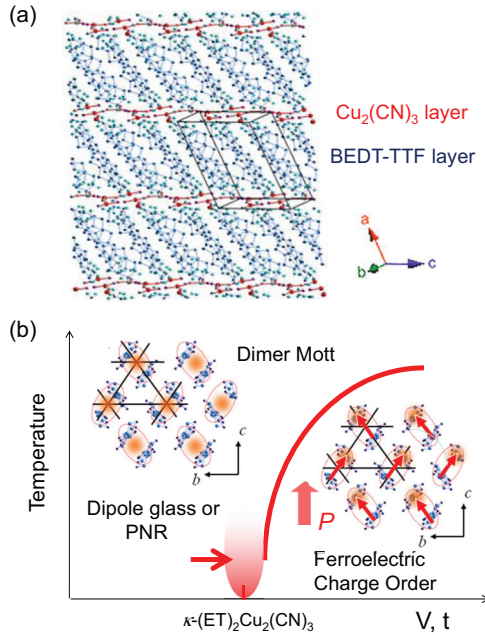 (a)
Cu₂(CN)₃ layer
BEDT-TTF layer
a
b
c
(b)
Temperature
Dimer Mott
c
b
Dipole glass or
PNR
P
c
b
Ferroelectric
Charge Order
κ-(ET)₂Cu₂(CN)₃
V, t